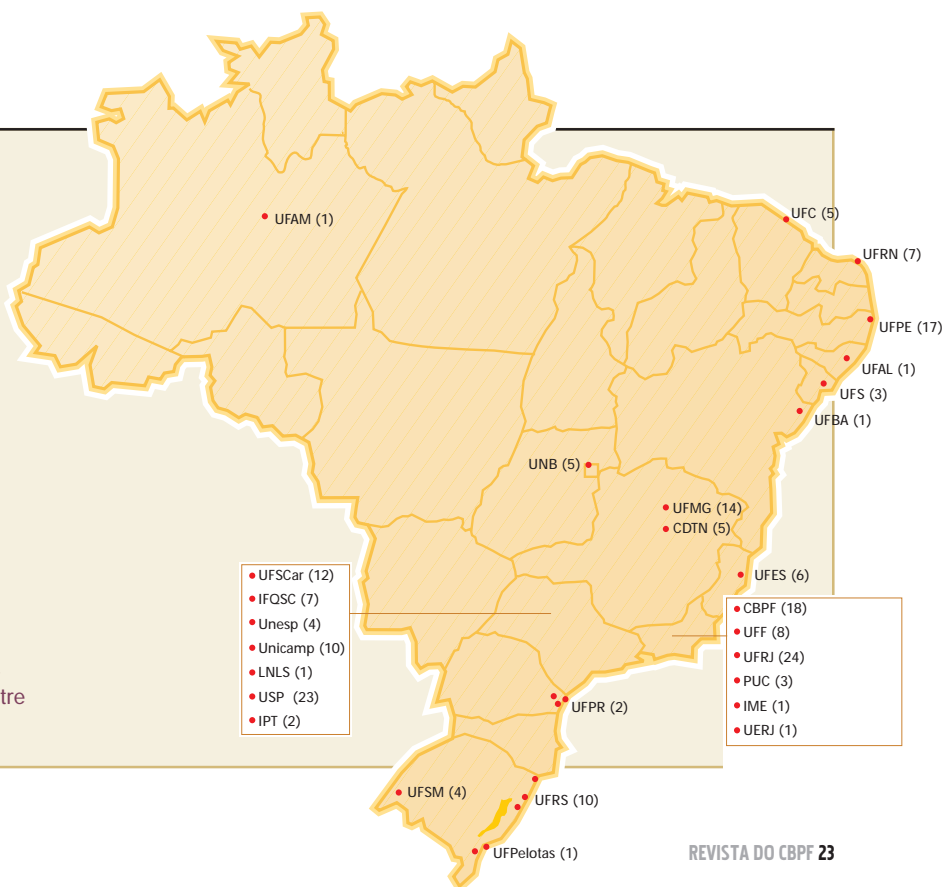 UFAM (1)
UFC (5)
UFRN (7)
UFPE (17)
UFAL (1)
UFS (3)
UFBA (1)
UNB (5)
UFMG (14)
CDTN (5)
UFES (6)
UFSCar (12)
IFQSC (7)
Unesp (4)
Unicamp (10)
LNLS (1)
USP (23)
IPT (2)
CBPF (18)
UFF (8)
UFRJ (24)
PUC (3)
IME (1)
UERJ (1)
tre
UFPR (2)
UFSM (4)
UFRS (10)
UFPelotas (1)
REVISTA DO CBPF 23